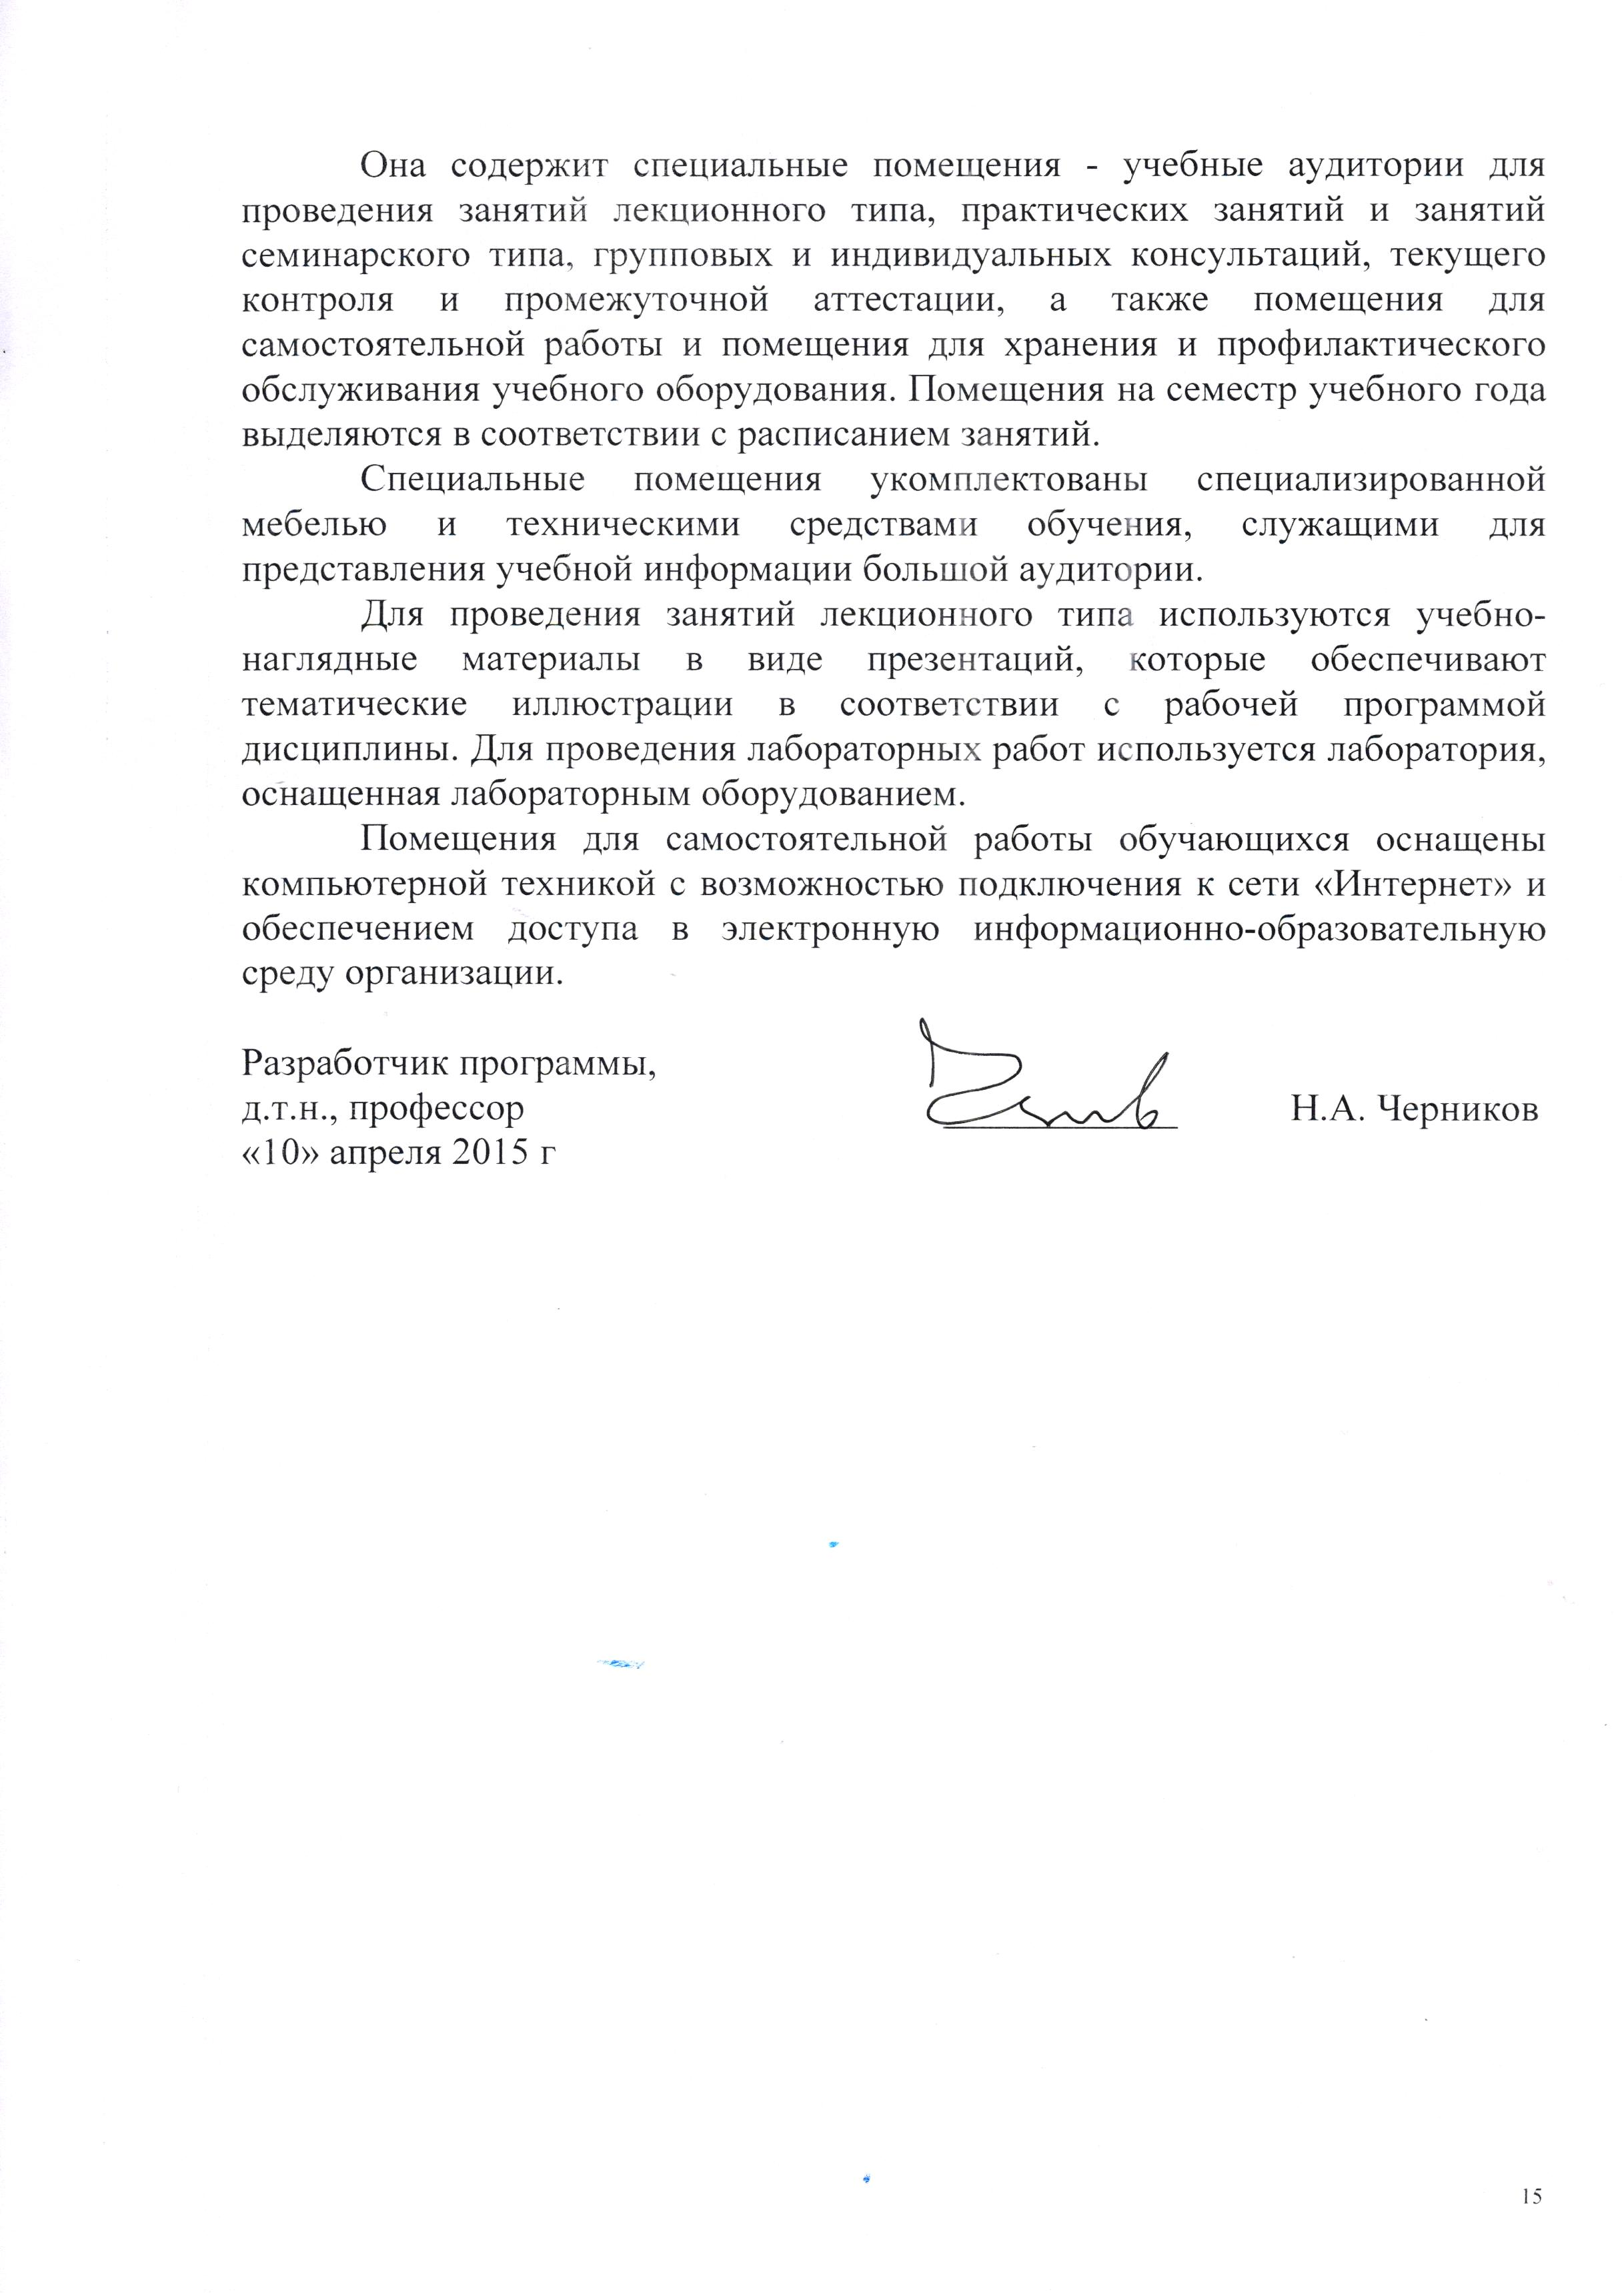 Она содержит специальные помещения - учебные аудитории для
проведения занятий лекционного типа, практических занятий и занятий
семинарского типа, групповых и индивидуальных консультаций, текущего
контроля и промежуточной аттестации, а также помещения для
самостоятельной работы и помещения для хранения и профилактического
обслуживания учебного оборудования. Помещения на семестр учебного года
выделяются в соответствии с расписанием занятий.
Специальные помещения укомплектованы специализированной
мебелью и техническими средствами обучения, служащими для
представления учебной информации большой аудитории.
Для проведения занятий лекционного типа используются учебно-
наглядные материалы в виде презентаций, которые обеспечивают
тематические иллюстрации в соответствии с рабочей программой
дисциплины. Для проведения лабораторных работ используется лаборатория,
оснащенная лабораторным оборудованием.
Помещения для самостоятельной работы обучающихся оснащены
компьютерной техникой с возможностью подключения к сети «Интернет» и
обеспечением доступа в электронную информационно-образовательную
среду организации.
Разработчик программы,
д.т.н., профессор Н.А. Черников
«10» апреля 2015 г
15